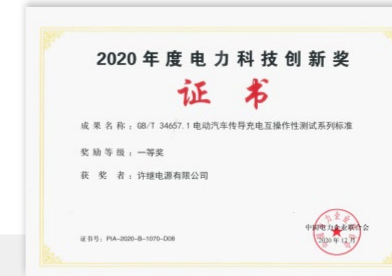 2020年度电力科技创新奖
证书
成果名称：GB/T 34657.1 电动汽车传导充电互操作性测试系列标准
奖励等级：一等奖
获奖者：许继电源有限公司
中国电力企业联合会
2020年12月
证书号：PIA-2020-B-1070-D08